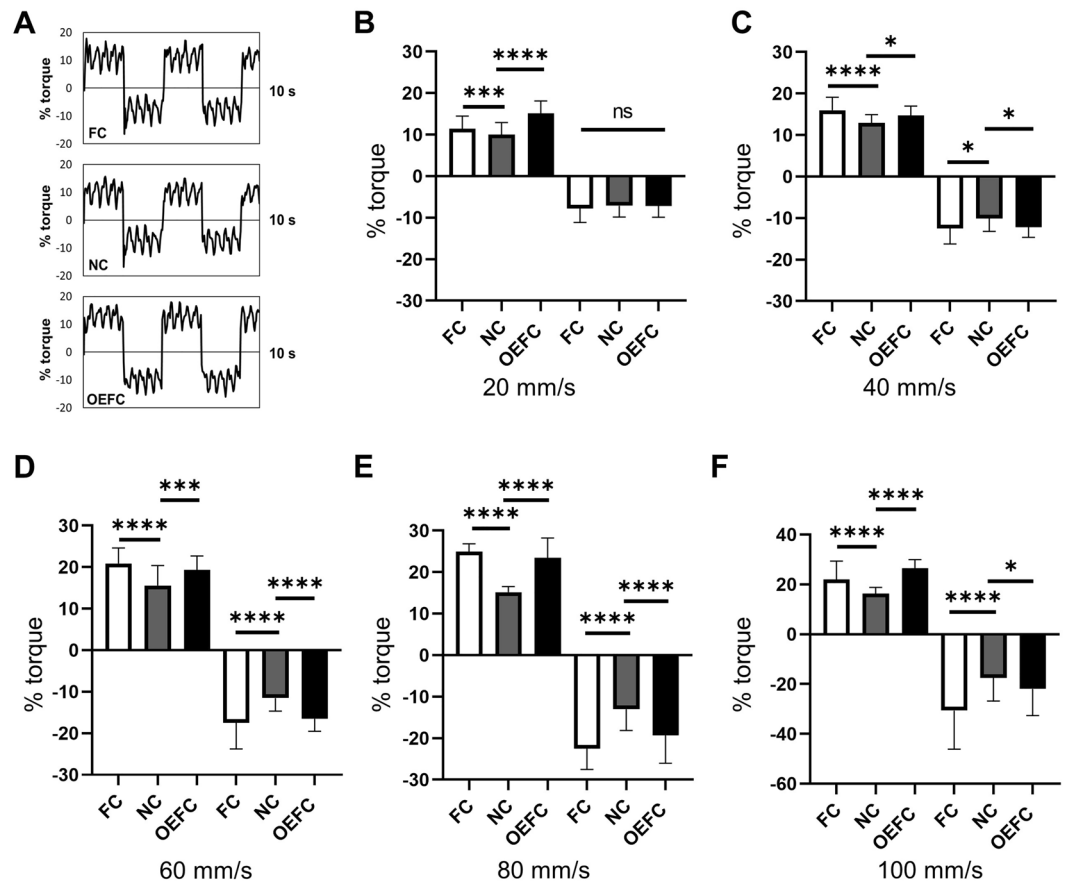 A
% torque
20
10
0
-10
-20
FC
10 s
% torque
20
10
0
-10
-20
NC
10 s
% torque
20
10
0
-10
-20
OEFC
10 s
B
% torque
30
20
10
0
-10
-20
-30
*** **** ns
FC NC OEFC FC NC OEFC
20 mm/s
C
% torque
30
20
10
0
-10
-20
-30
**** * * *
FC NC OEFC FC NC OEFC
40 mm/s
D
% torque
30
20
10
0
-10
-20
-30
**** *** **** ****
FC NC OEFC FC NC OEFC
60 mm/s
E
% torque
30
20
10
0
-10
-20
-30
**** **** **** ****
FC NC OEFC FC NC OEFC
80 mm/s
F
% torque
40
20
0
-20
-40
-60
**** **** **** *
FC NC OEFC FC NC OEFC
100 mm/s